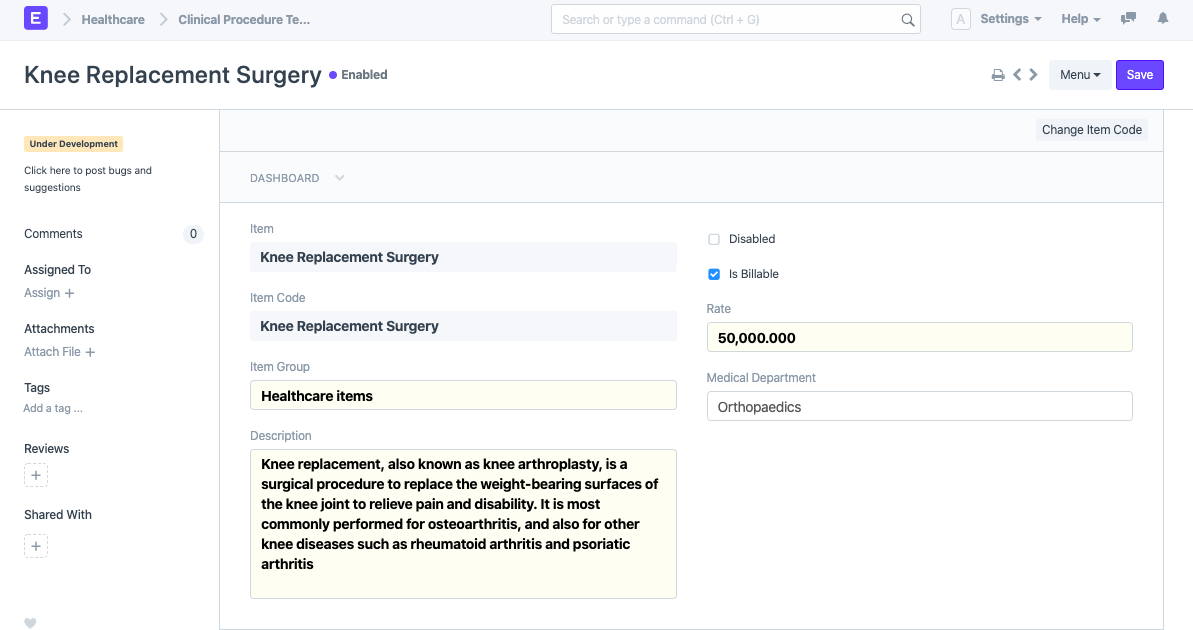 E
Healthcare
Clinical Procedure Te...
Search or type a command (Ctrl + G)
A
Settings
Help
Knee Replacement Surgery
Enabled
Menu
Save
Under Development
Click here to post bugs and
suggestions
Comments
0
Assigned To
Assign +
Attachments
Attach File +
Tags
Add a tag ...
Reviews
+
Shared With
+
Change Item Code
DASHBOARD
Item
Knee Replacement Surgery
Item Code
Knee Replacement Surgery
Item Group
Healthcare items
Description
Knee replacement, also known as knee arthroplasty, is a
surgical procedure to replace the weight-bearing surfaces of
the knee joint to relieve pain and disability. It is most
commonly performed for osteoarthritis, and also for other
knee diseases such as rheumatoid arthritis and psoriatic
arthritis
Disabled
Is Billable
Rate
50,000.000
Medical Department
Orthopaedics